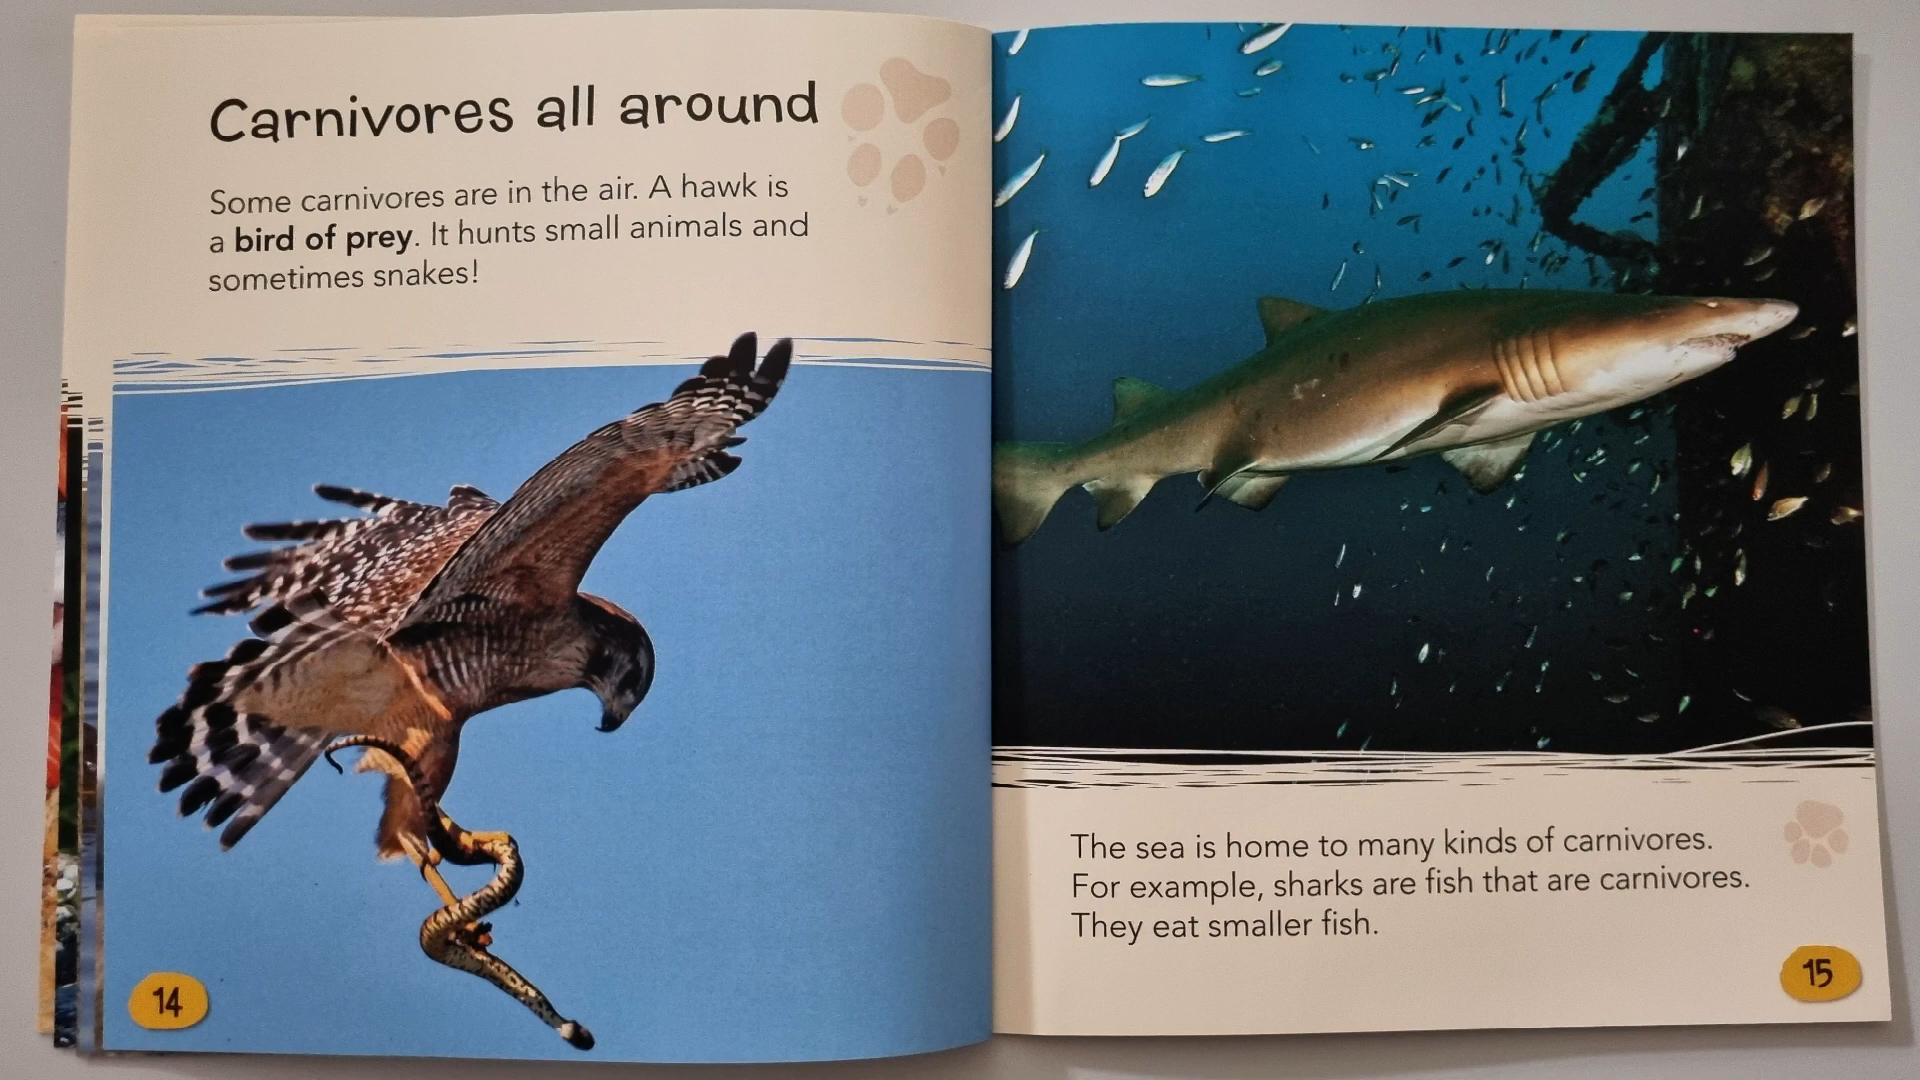 Carnivores all around
Some carnivores are in the air. A hawk is
a bird of prey. It hunts small animals and
sometimes snakes!
14
The sea is home to many kinds of carnivores.
For example, sharks are fish that are carnivores.
They eat smaller fish.
15